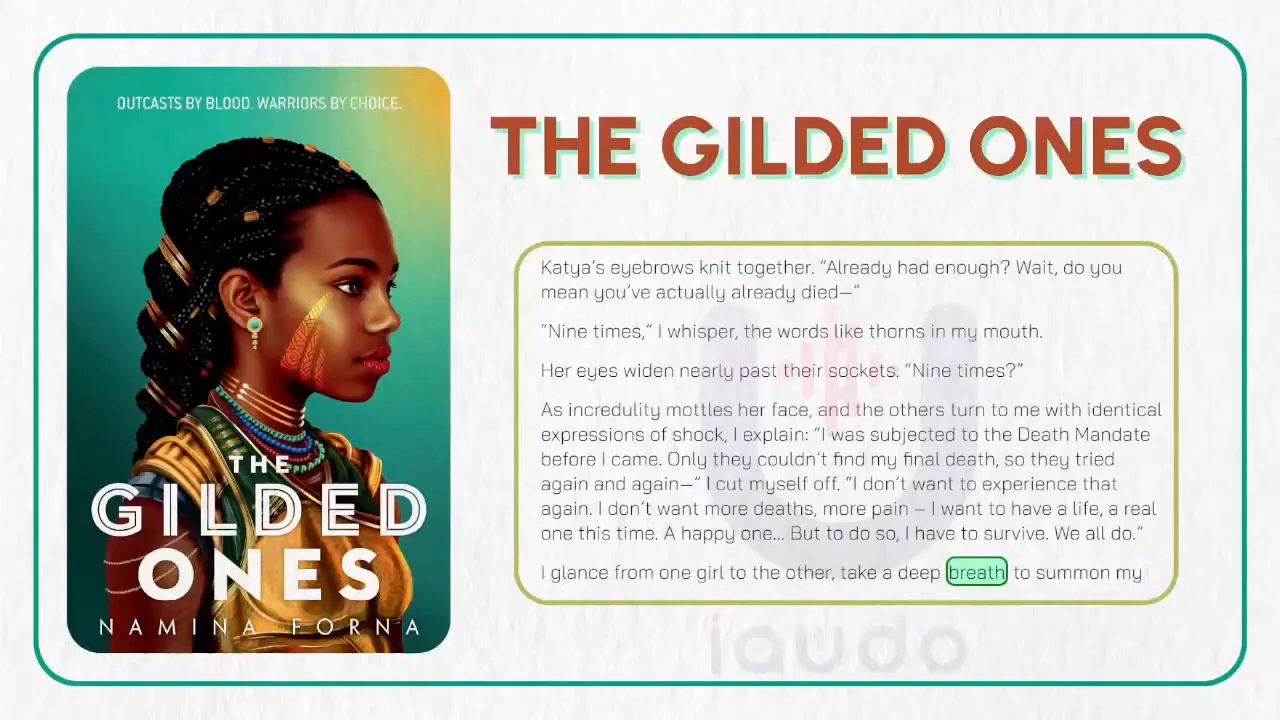 OUTCASTS BY BLOOD. WARRIORS BY CHOICE.
THE
GILDED
ONES
NAMINA FORNA
THE GILDED ONES
Katya's eyebrows knit together. “Already had enough? Wait, do you
mean you've actually already died—”
“Nine times,“ I whisper, the words like thorns in my mouth.
Her eyes widen nearly past their sockets. “Nine times?”
As incredulity mottles her face, and the others turn to me with identical
expressions of shock, I explain: “I was subjected to the Death Mandate
before I came. Only they couldn't find my final death, so they tried
again and again—” I cut myself off. “I don't want to experience that
again. I don't want more deaths, more pain – I want to have a life, a real
one this time. A happy one... But to do so, I have to survive. We all do.”
I glance from one girl to the other, take a deep breath to summon my
iaudo